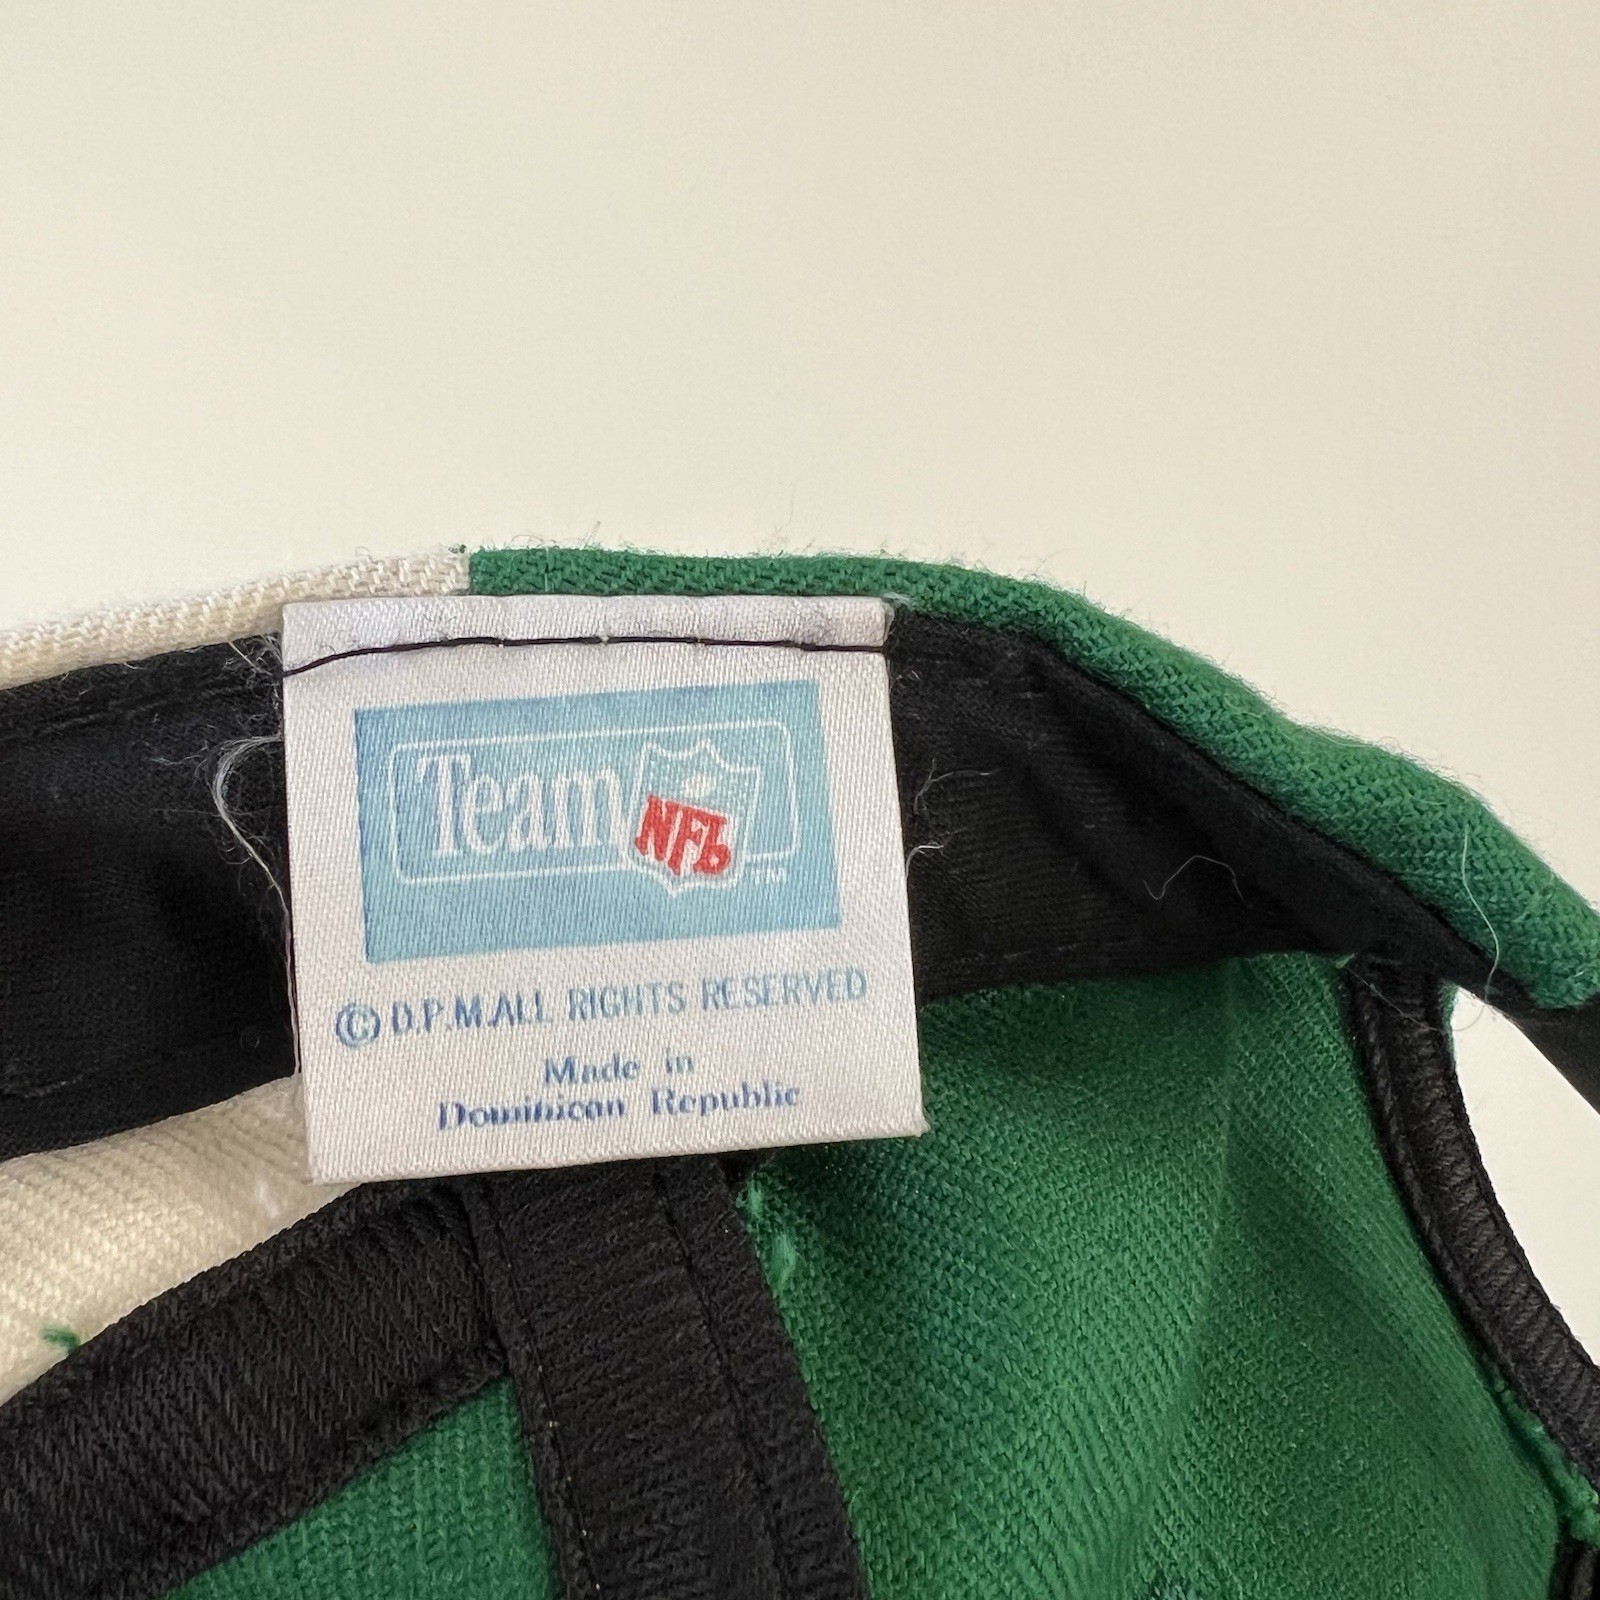 Team NFL TM
© D.P.M. ALL RIGHTS RESERVED
Made in
Dominican Republic